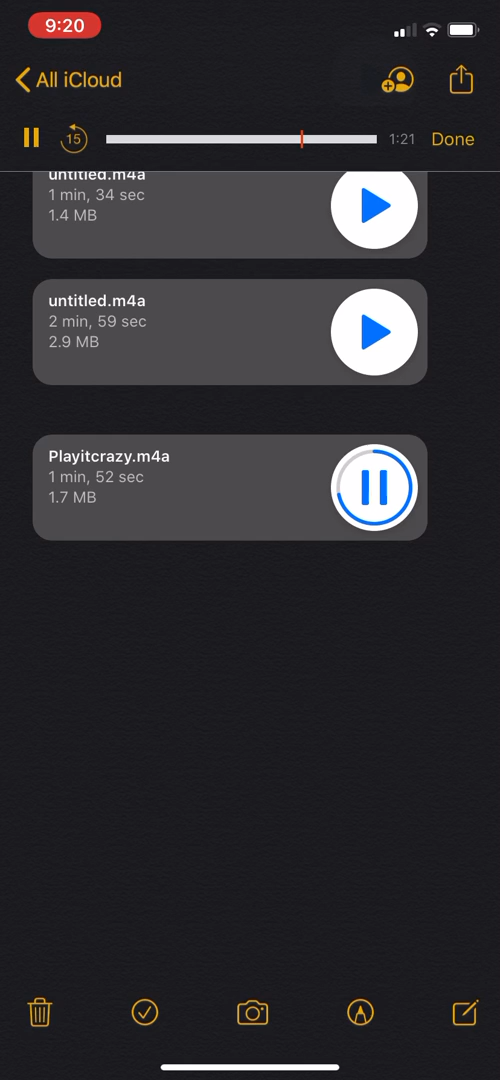 9:20
All iCloud
15
1:21
Done
untitled.m4a
1 min, 34 sec
1.4 MB
untitled.m4a
2 min, 59 sec
2.9 MB
Playitcrazy.m4a
1 min, 52 sec
1.7 MB